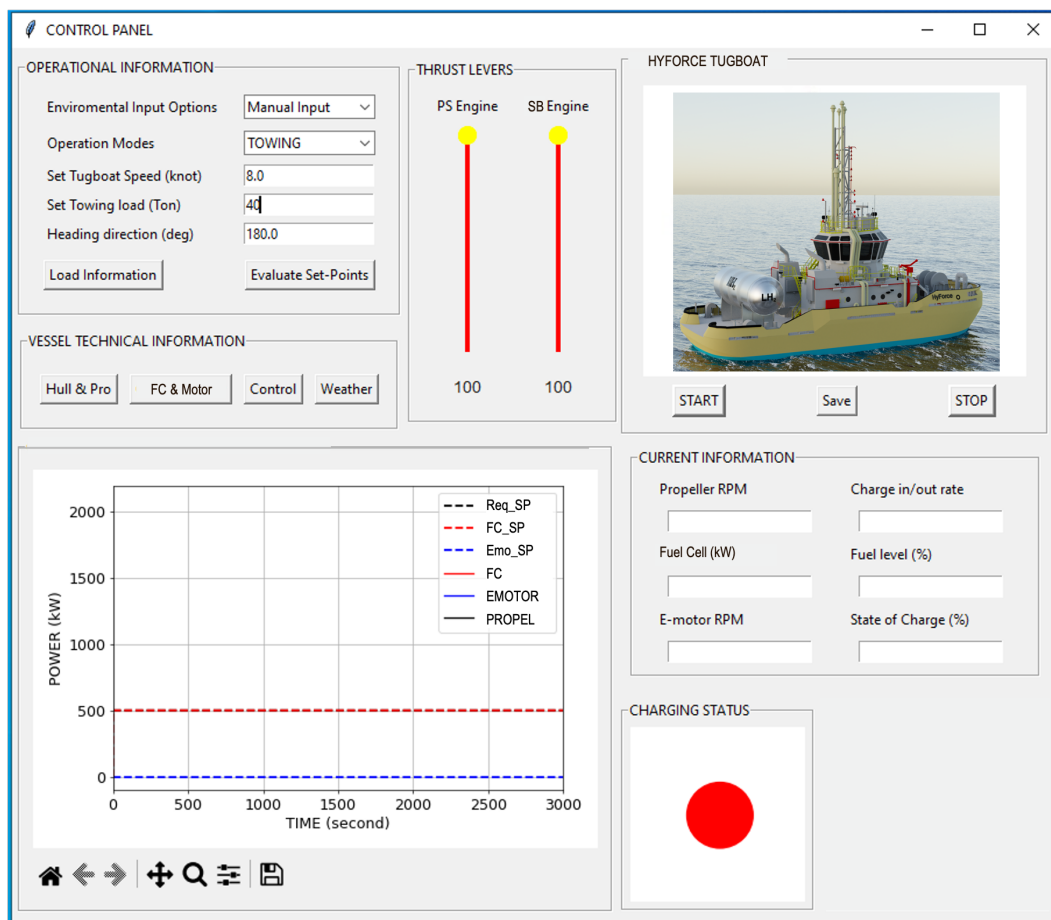 CONTROL PANEL
OPERATIONAL INFORMATION
Enviromental Input Options
Manual Input
Operation Modes
TOWING
Set Tugboat Speed (knot)
8.0
Set Towing load (Ton)
40
Heading direction (deg)
180.0
Load Information
Evaluate Set-Points
VESSEL TECHNICAL INFORMATION
Hull & Pro
FC & Motor
Control
Weather
THRUST LEVERS
PS Engine
SB Engine
100
100
HYFORCE TUGBOAT
LH₂
HyForce
START
Save
STOP
POWER (kW)
2000
1500
1000
500
0
0
500
1000
1500
2000
2500
3000
TIME (second)
Req_SP
FC_SP
Emo_SP
FC
EMOTOR
PROPEL
CURRENT INFORMATION
Propeller RPM
Charge in/out rate
Fuel Cell (kW)
Fuel level (%)
E-motor RPM
State of Charge (%)
CHARGING STATUS